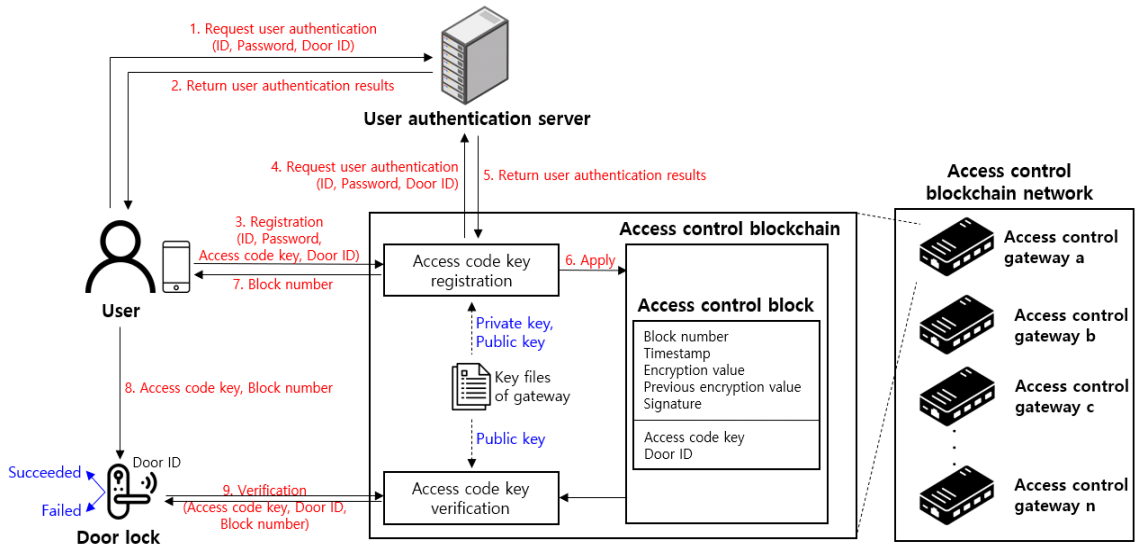 1. Request user authentication
(ID, Password, Door ID)
2. Return user authentication results
User authentication server
4. Request user authentication
(ID, Password, Door ID)
5. Return user authentication results
Access control
blockchain network
3. Registration
(ID, Password,
Access code key, Door ID)
7. Block number
User
Access code key
registration
6. Apply
Access control blockchain
Access control block
Block number
Timestamp
Encryption value
Previous encryption value
Signature
Access code key
Door ID
Private key,
Public key
Key files
of gateway
Public key
Access code key
verification
8. Access code key, Block number
Door ID
Succeeded
Failed
Door lock
9. Verification
(Access code key, Door ID,
Block number)
Access control
gateway a
Access control
gateway b
Access control
gateway c
Access control
gateway n